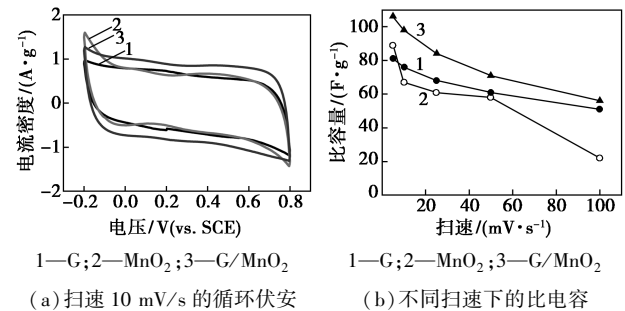 2
3
1
2
1
0
−1
−2
−0.2 0.0 0.2 0.4 0.6 0.8
电流密度/(A·g⁻¹)
电压/V(vs. SCE)
1—G;2—MnO₂;3—G/MnO₂
(a)扫速 10 mV/s 的循环伏安
3
1
2
100
80
60
40
20
0
20 40 60 80 100
比容量/(F·g⁻¹)
扫速/(mV·s⁻¹)
1—G;2—MnO₂;3—G/MnO₂
(b)不同扫速下的比电容